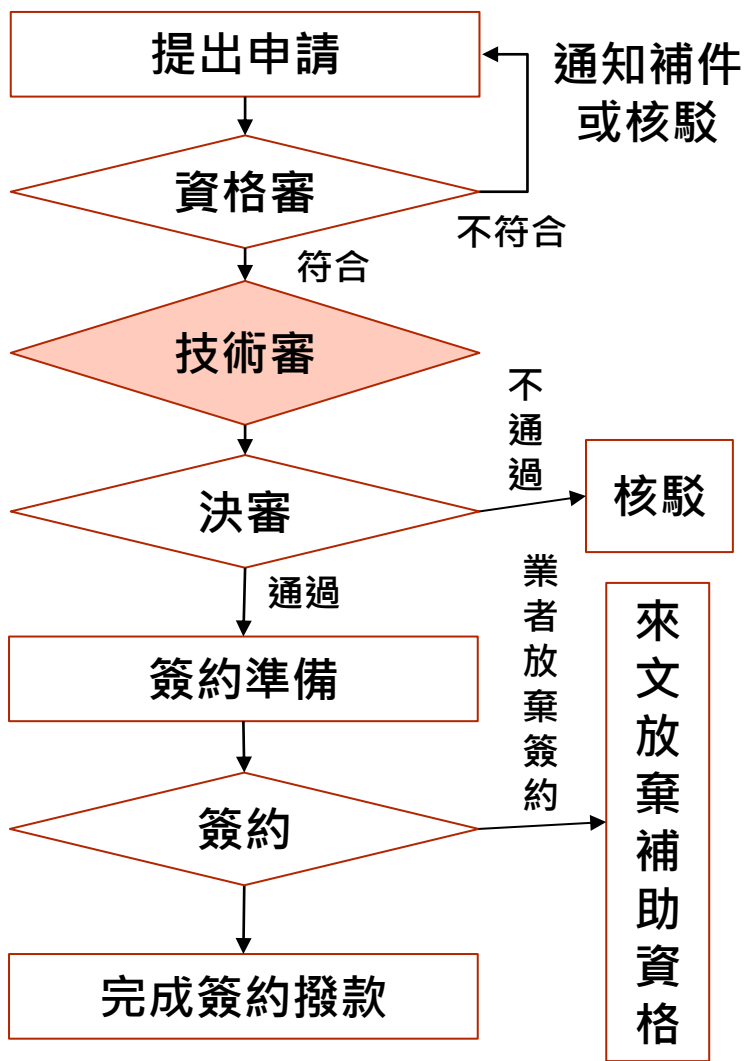 提出申請
通知補件
或核駁
資格審
不符合
符合
技術審
不通過
決審
核駁
通過
業者放棄簽約
簽約準備
來文放棄補助資格
簽約
完成簽約撥款